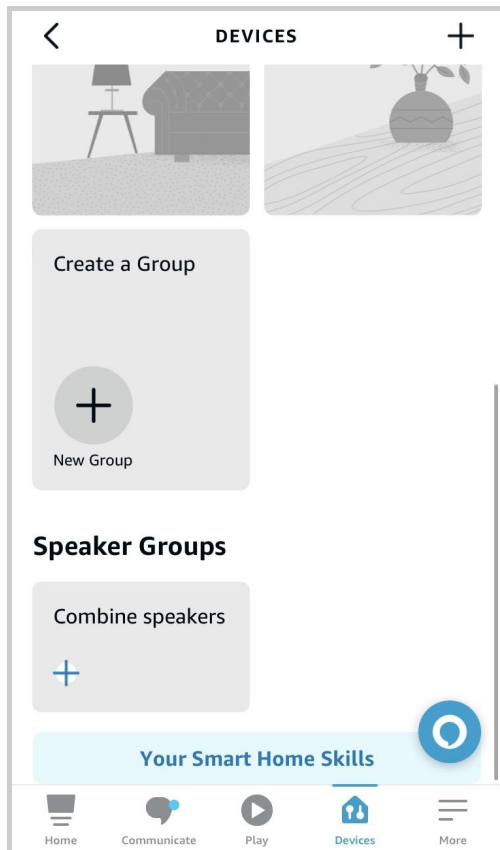 DEVICES
Create a Group
New Group
Speaker Groups
Combine speakers
Your Smart Home Skills
Home
Communicate
Play
Devices
More